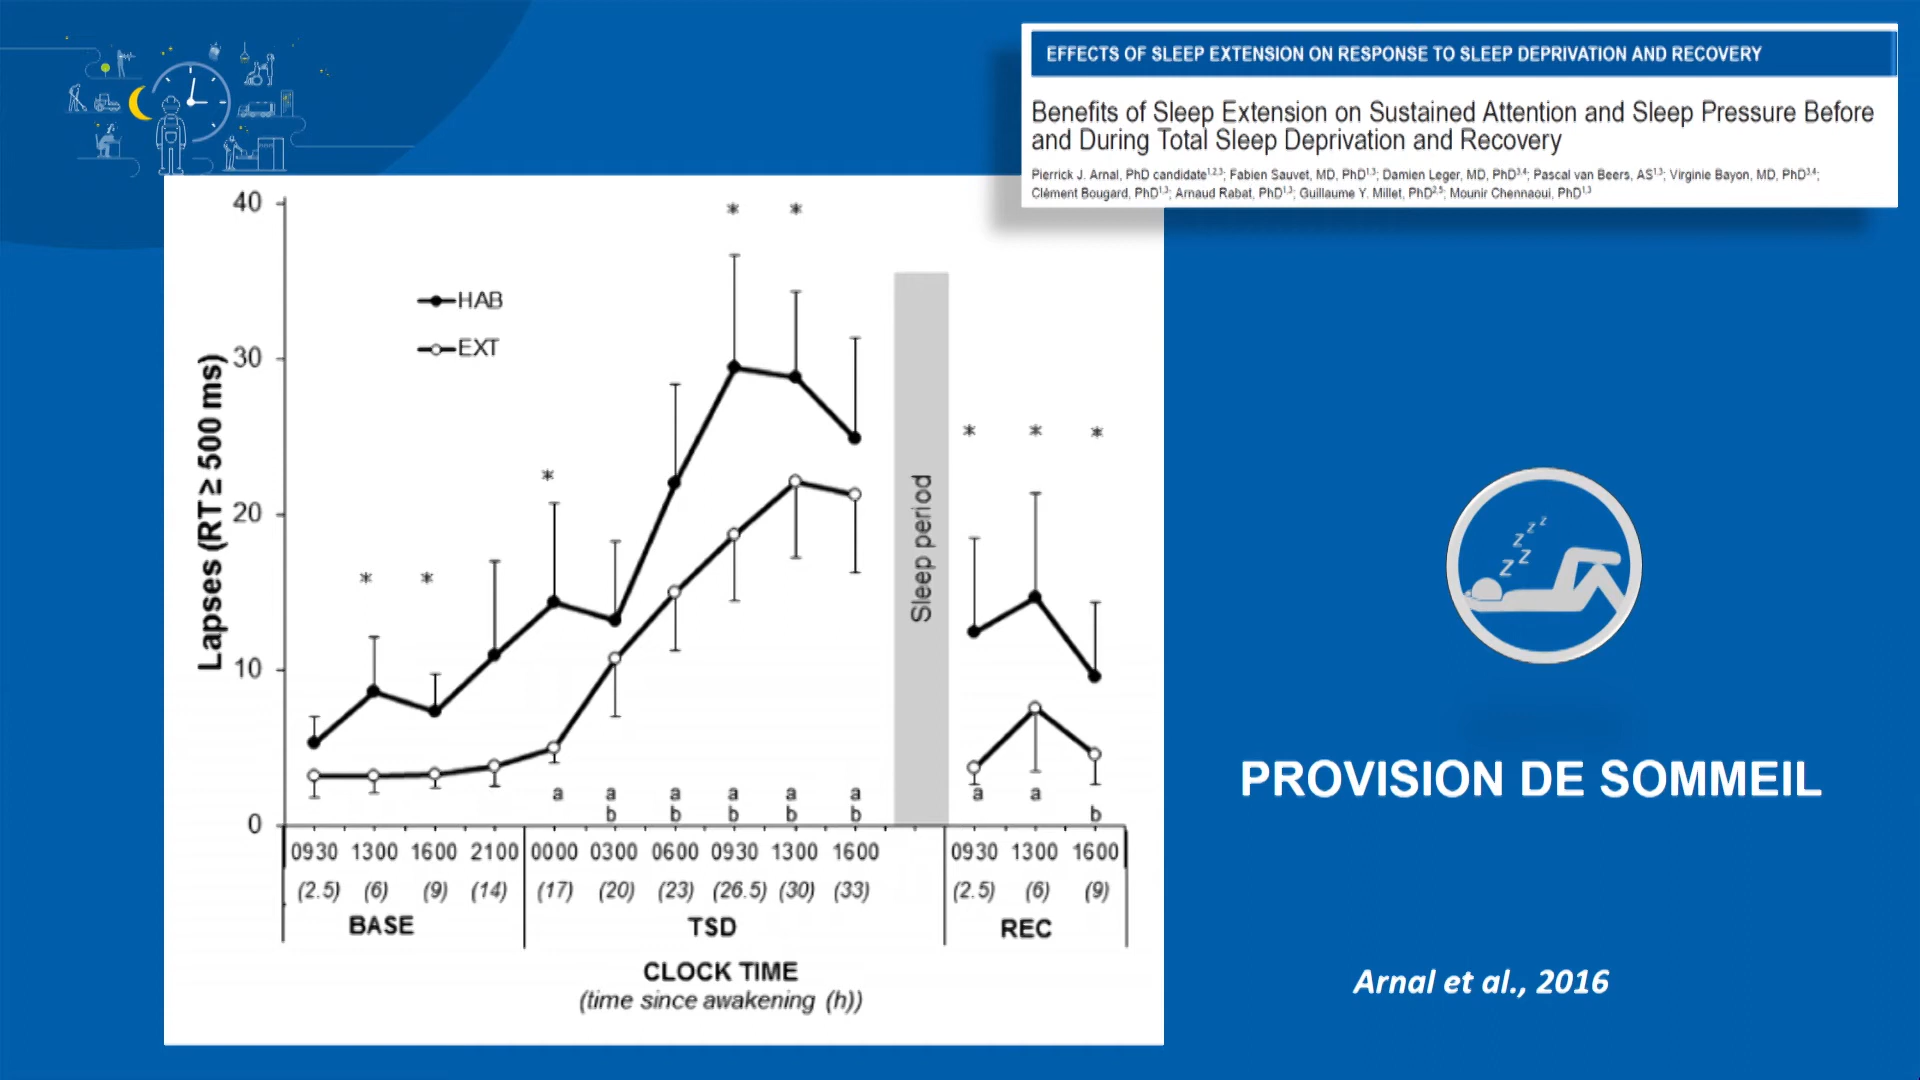 EFFECTS OF SLEEP EXTENSION ON RESPONSE TO SLEEP DEPRIVATION AND RECOVERY
Benefits of Sleep Extension on Sustained Attention and Sleep Pressure Before
and During Total Sleep Deprivation and Recovery
Pierrick J. Arnal, PhD candidate1,2,3; Fabien Sauvet, MD, PhD1,3; Damien Leger, MD, PhD3,4; Pascal van Beers, AS1,3; Virginie Bayon, MD, PhD3,4;
Clément Bougard, PhD1,3; Arnaud Rabat, PhD1,3; Guillaume Y. Millet, PhD2,5; Mounir Chennaoui, PhD1,3
Lapses (RT ≥ 500 ms)
40
30
20
10
0
HAB
EXT
* *
*
* *
* * *
Sleep period
a a a a a a a a
b b b b b b
0930 1300 1600 2100 0000 0300 0600 0930 1300 1600 0930 1300 1600
(2.5) (6) (9) (14) (17) (20) (23) (26.5) (30) (33) (2.5) (6) (9)
BASE TSD REC
CLOCK TIME
(time since awakening (h))
z z z z z
PROVISION DE SOMMEIL
Arnal et al., 2016